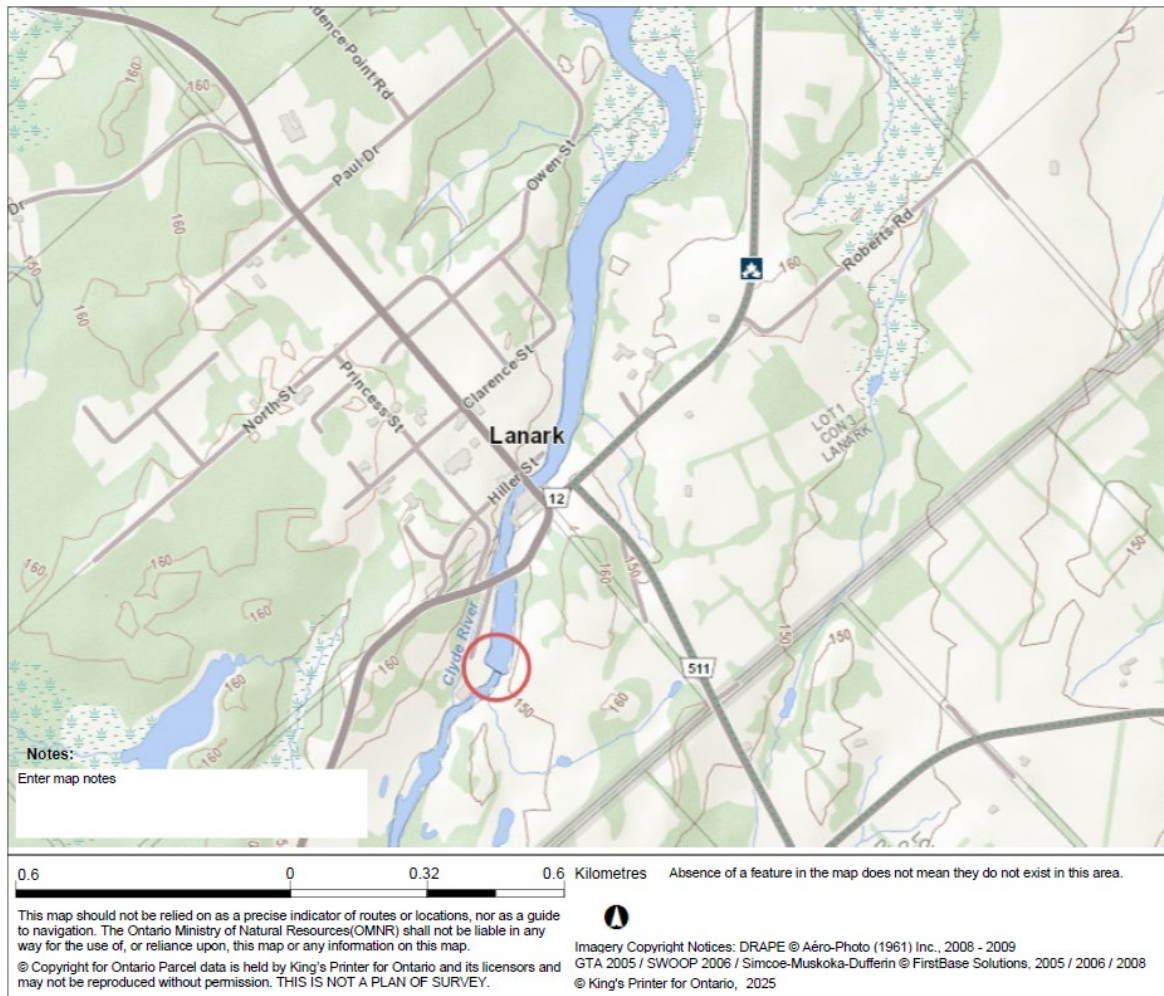 dence Point Rd
160
Paul Dr
Owen St
Dr
160
150
160
Roberts Rd
Clarence St
Princess St
North St
LOT1
CON 3
LANARK
Lanark
Hiller St
12
160
160
160
160
150
150
150
150
Clyde River
160
511
150
160
160
160
Notes:
Enter map notes
0.6 0 0.32 0.6 Kilometres Absence of a feature in the map does not mean they do not exist in this area.
This map should not be relied on as a precise indicator of routes or locations, nor as a guide
to navigation. The Ontario Ministry of Natural Resources(OMNR) shall not be liable in any
way for the use of, or reliance upon, this map or any information on this map.
© Copyright for Ontario Parcel data is held by King's Printer for Ontario and its licensors and
may not be reproduced without permission. THIS IS NOT A PLAN OF SURVEY.
Imagery Copyright Notices: DRAPE © Aéro-Photo (1961) Inc., 2008 - 2009
GTA 2005 / SWOOP 2006 / Simcoe-Muskoka-Dufferin © FirstBase Solutions, 2005 / 2006 / 2008
© King's Printer for Ontario, 2025